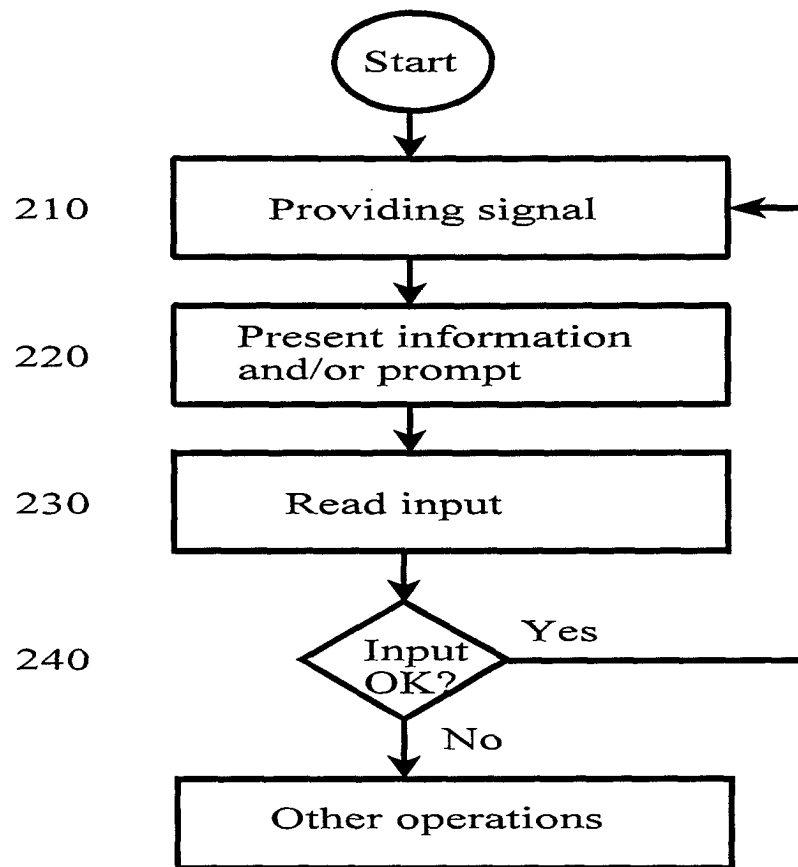 Start
210
Providing signal
220
Present information
and/or prompt
230
Read input
240
Input
OK?
Yes
No
Other operations